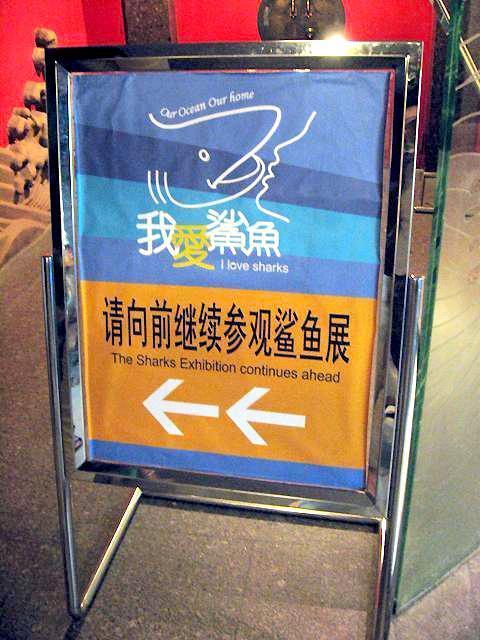 Our Ocean Our home
我愛鯊魚
I love sharks
请向前继续参观鲨鱼展
The Sharks Exhibition continues ahead